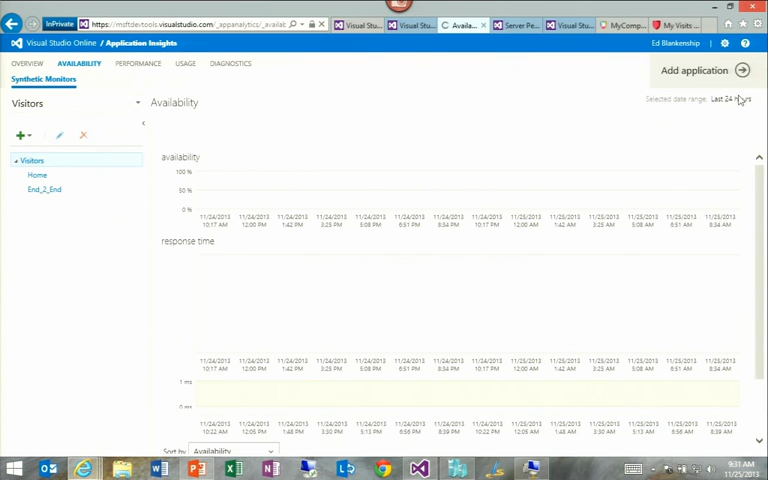 InPrivate
https://msftdevtools.visualstudio.com/_appanalytics/_availab
Visual Stu...
Visual Stu...
Availa...
Server Pe...
Visual Stu...
MyComp...
My Visits
Visual Studio Online / Application Insights
Ed Blankenship
OVERVIEW AVAILABILITY PERFORMANCE USAGE DIAGNOSTICS
Add application
Synthetic Monitors
Selected date range: Last 24 hours
Visitors
Availability
Visitors
Home
End_2_End
availability
100 %
50 %
0 %
11/24/2013 11/24/2013 11/24/2013 11/24/2013 11/24/2013 11/24/2013 11/24/2013 11/24/2013 11/25/2013 11/25/2013 11/25/2013 11/25/2013 11/25/2013 11/25/2013
10:17 AM 12:00 PM 1:42 PM 3:25 PM 5:08 PM 6:51 PM 8:34 PM 10:17 PM 12:00 AM 1:42 AM 3:25 AM 5:08 AM 6:51 AM 8:34 AM
response time
11/24/2013 11/24/2013 11/24/2013 11/24/2013 11/24/2013 11/24/2013 11/24/2013 11/24/2013 11/25/2013 11/25/2013 11/25/2013 11/25/2013 11/25/2013 11/25/2013
10:17 AM 12:00 PM 1:42 PM 3:25 PM 5:08 PM 6:51 PM 8:34 PM 10:17 PM 12:00 AM 1:42 AM 3:25 AM 5:08 AM 6:51 AM 8:34 AM
1 ms
0 ms
11/24/2013 11/24/2013 11/24/2013 11/24/2013 11/24/2013 11/24/2013 11/24/2013 11/24/2013 11/25/2013 11/25/2013 11/25/2013 11/25/2013 11/25/2013 11/25/2013
10:22 AM 12:05 PM 1:48 PM 3:30 PM 5:13 PM 6:56 PM 8:39 PM 10:22 PM 12:05 AM 1:48 AM 3:30 AM 5:13 AM 6:56 AM 8:39 AM
Sort by Availability
9:31 AM
11/25/2013